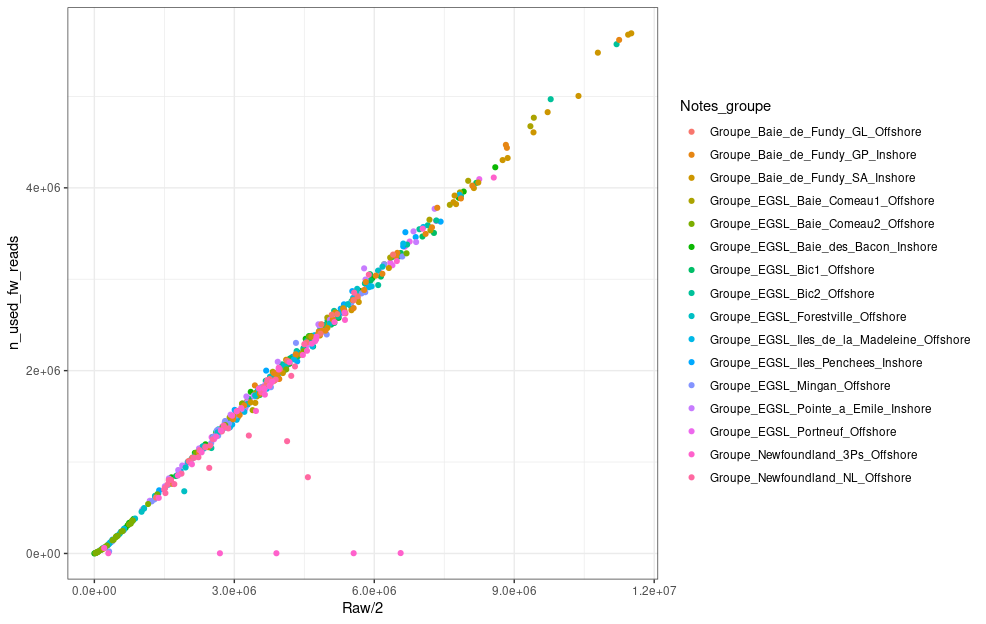 n_used_fw_reads
4e+06
2e+06
0e+00
0.0e+00
3.0e+06
6.0e+06
9.0e+06
1.2e+07
Raw/2
Notes_groupe
Groupe_Baie_de_Fundy_GL_Offshore
Groupe_Baie_de_Fundy_GP_Inshore
Groupe_Baie_de_Fundy_SA_Inshore
Groupe_EGSL_Baie_Comeau1_Offshore
Groupe_EGSL_Baie_Comeau2_Offshore
Groupe_EGSL_Baie_des_Bacon_Inshore
Groupe_EGSL_Bic1_Offshore
Groupe_EGSL_Bic2_Offshore
Groupe_EGSL_Forestville_Offshore
Groupe_EGSL_Iles_de_la_Madeleine_Offshore
Groupe_EGSL_Iles_Penchees_Inshore
Groupe_EGSL_Mingan_Offshore
Groupe_EGSL_Pointe_a_Emile_Inshore
Groupe_EGSL_Portneuf_Offshore
Groupe_Newfoundland_3Ps_Offshore
Groupe_Newfoundland_NL_Offshore